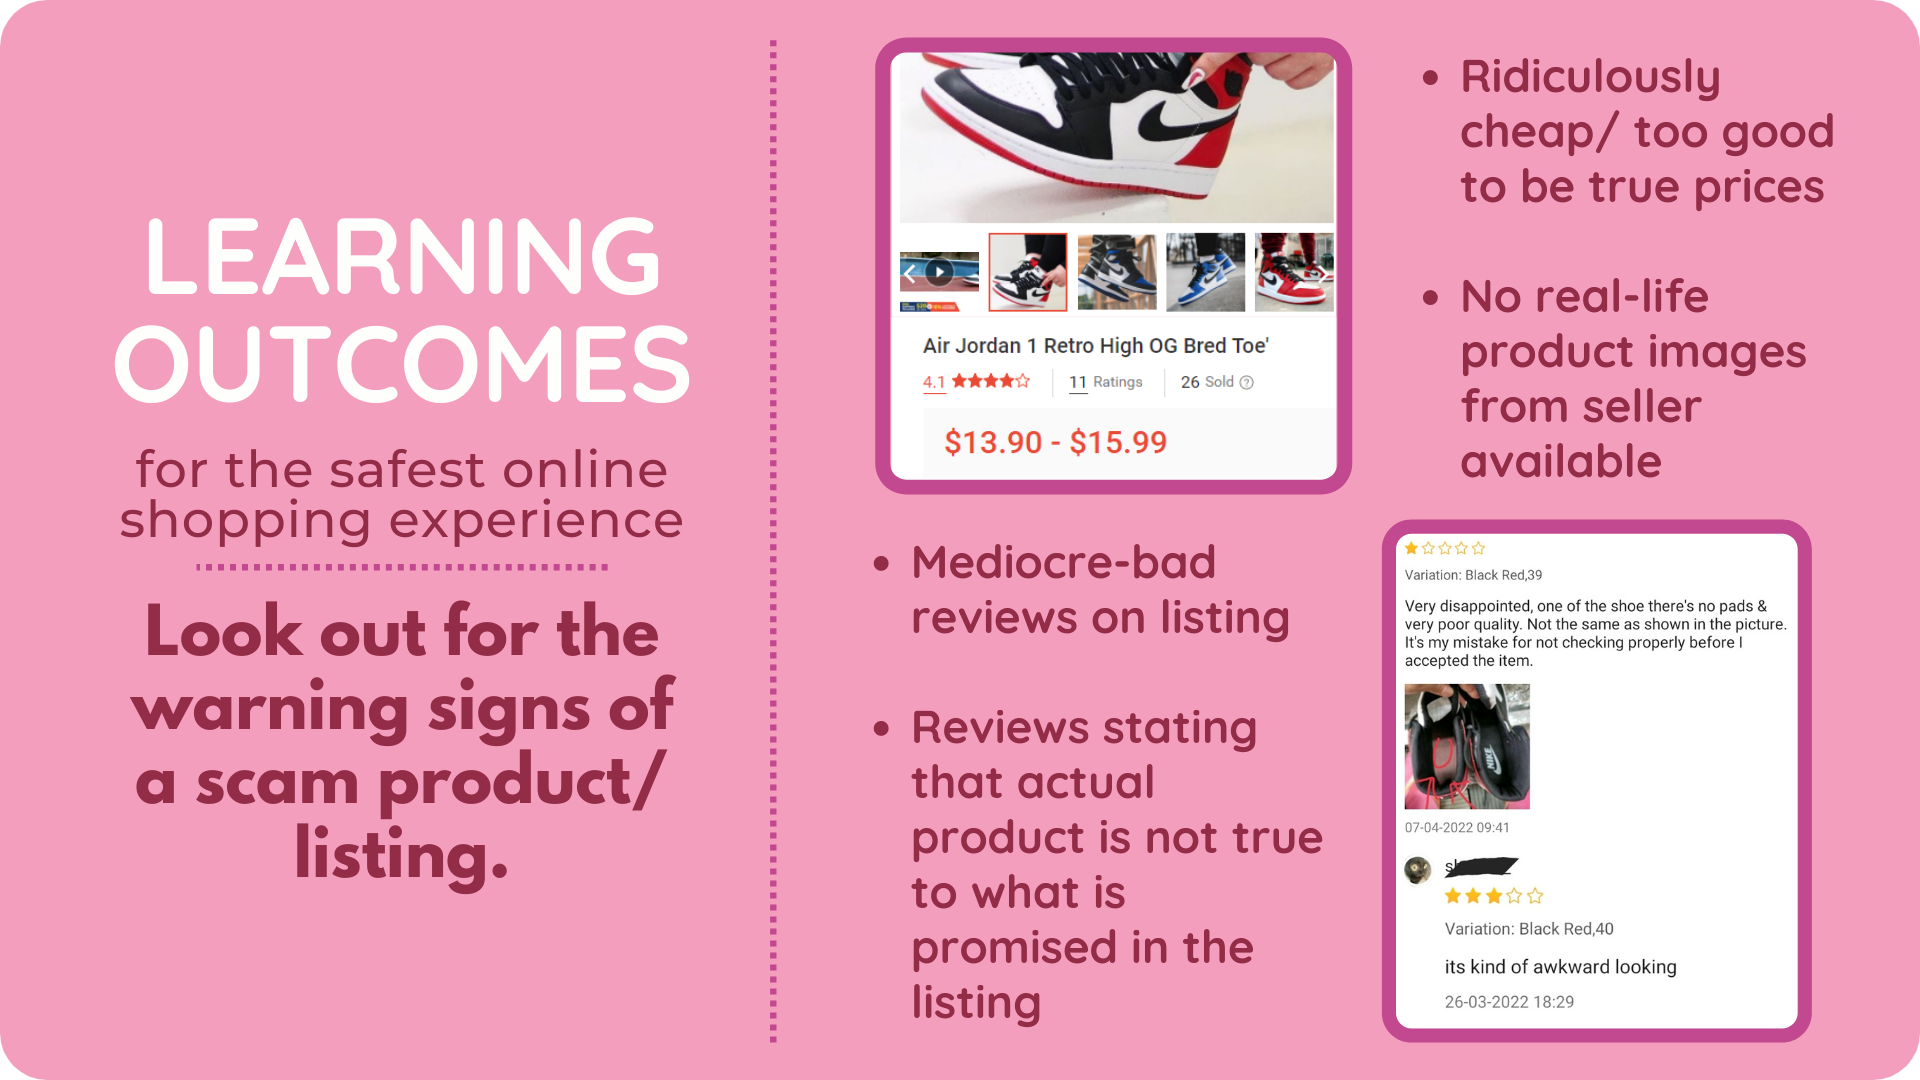 LEARNING
OUTCOMES
for the safest online
shopping experience
Look out for the
warning signs of
a scam product/
listing.
Air Jordan 1 Retro High OG Bred Toe'
4.1
11 Ratings
26 Sold
$13.90 - $15.99
• Ridiculously
cheap/ too good
to be true prices
• No real-life
product images
from seller
available
• Mediocre-bad
reviews on listing
• Reviews stating
that actual
product is not true
to what is
promised in the
listing
Variation: Black Red,39
Very disappointed, one of the shoe there's no pads &
very poor quality. Not the same as shown in the picture.
It's my mistake for not checking properly before I
accepted the item.
NIKE
07-04-2022 09:41
Variation: Black Red,40
its kind of awkward looking
26-03-2022 18:29